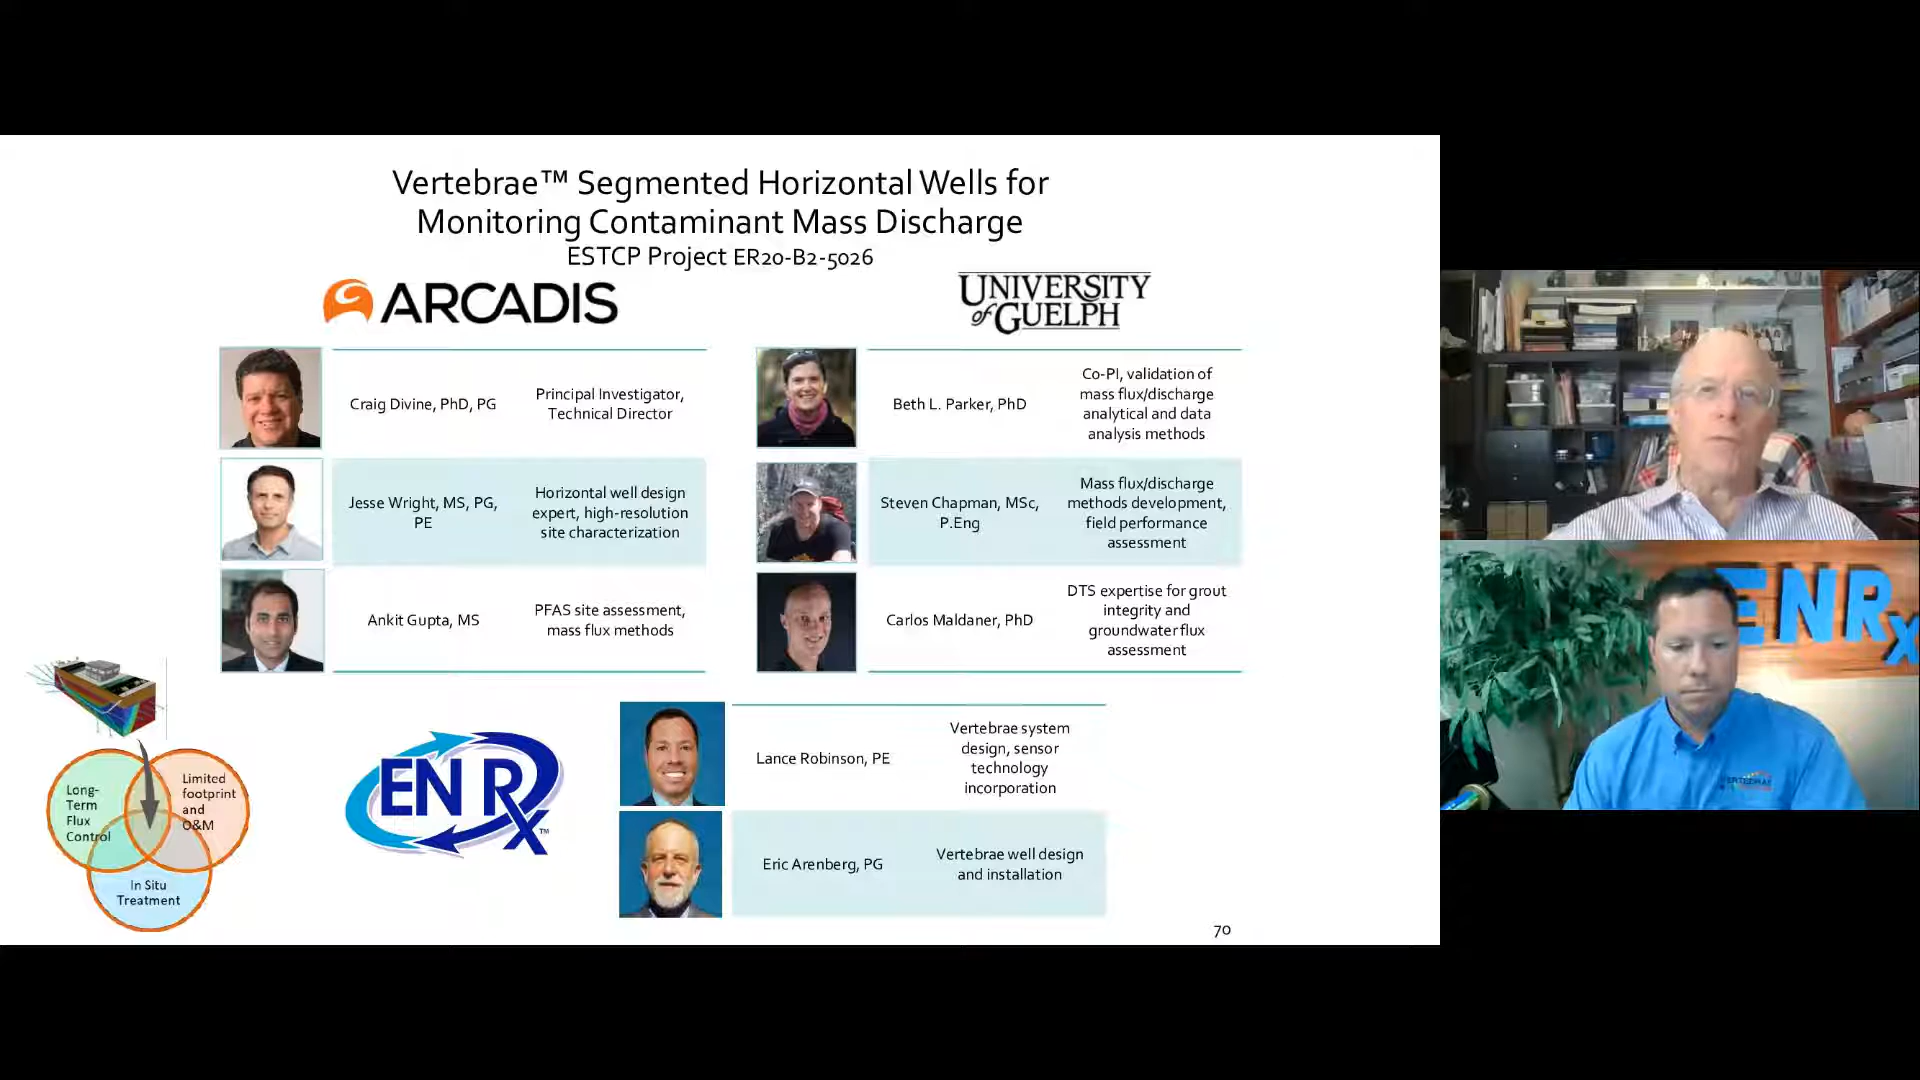 Vertebrae™ Segmented Horizontal Wells for
Monitoring Contaminant Mass Discharge
ESTCP Project ER20-B2-5026
ARCADIS
UNIVERSITY
of GUELPH
Craig Divine, PhD, PG
Principal Investigator,
Technical Director
Jesse Wright, MS, PG,
PE
Horizontal well design
expert, high-resolution
site characterization
Ankit Gupta, MS
PFAS site assessment,
mass flux methods
Beth L. Parker, PhD
Co-PI, validation of
mass flux/discharge
analytical and data
analysis methods
Steven Chapman, MSc,
P.Eng
Mass flux/discharge
methods development,
field performance
assessment
Carlos Maldaner, PhD
DTS expertise for grout
integrity and
groundwater flux
assessment
Long-
Term
Flux
Control
Limited
footprint
and
O&M
In Situ
Treatment
EN Rx™
Lance Robinson, PE
Vertebrae system
design, sensor
technology
incorporation
Eric Arenberg, PG
Vertebrae well design
and installation
70
ENRx